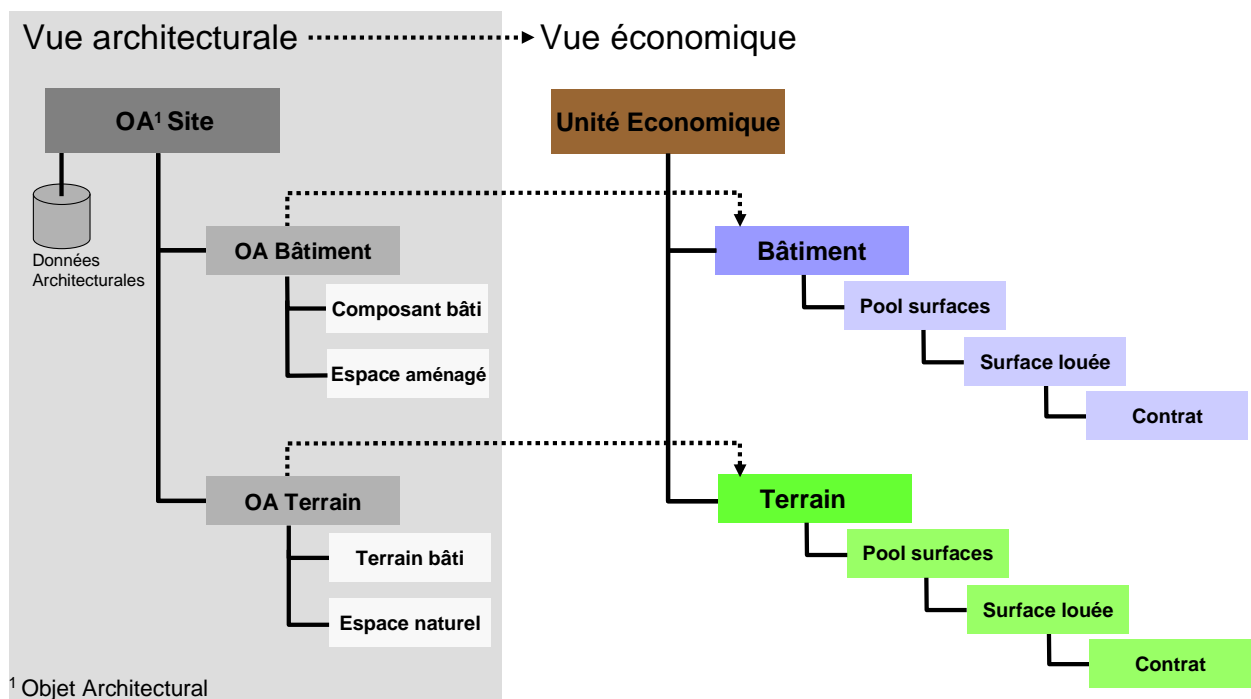 Vue architecturale
Vue économique
OA¹ Site
Unité Economique
Données
Architecturales
OA Bâtiment
Bâtiment
Composant bâti
Pool surfaces
Espace aménagé
Surface louée
Contrat
OA Terrain
Terrain
Terrain bâti
Pool surfaces
Espace naturel
Surface louée
Contrat
¹ Objet Architectural